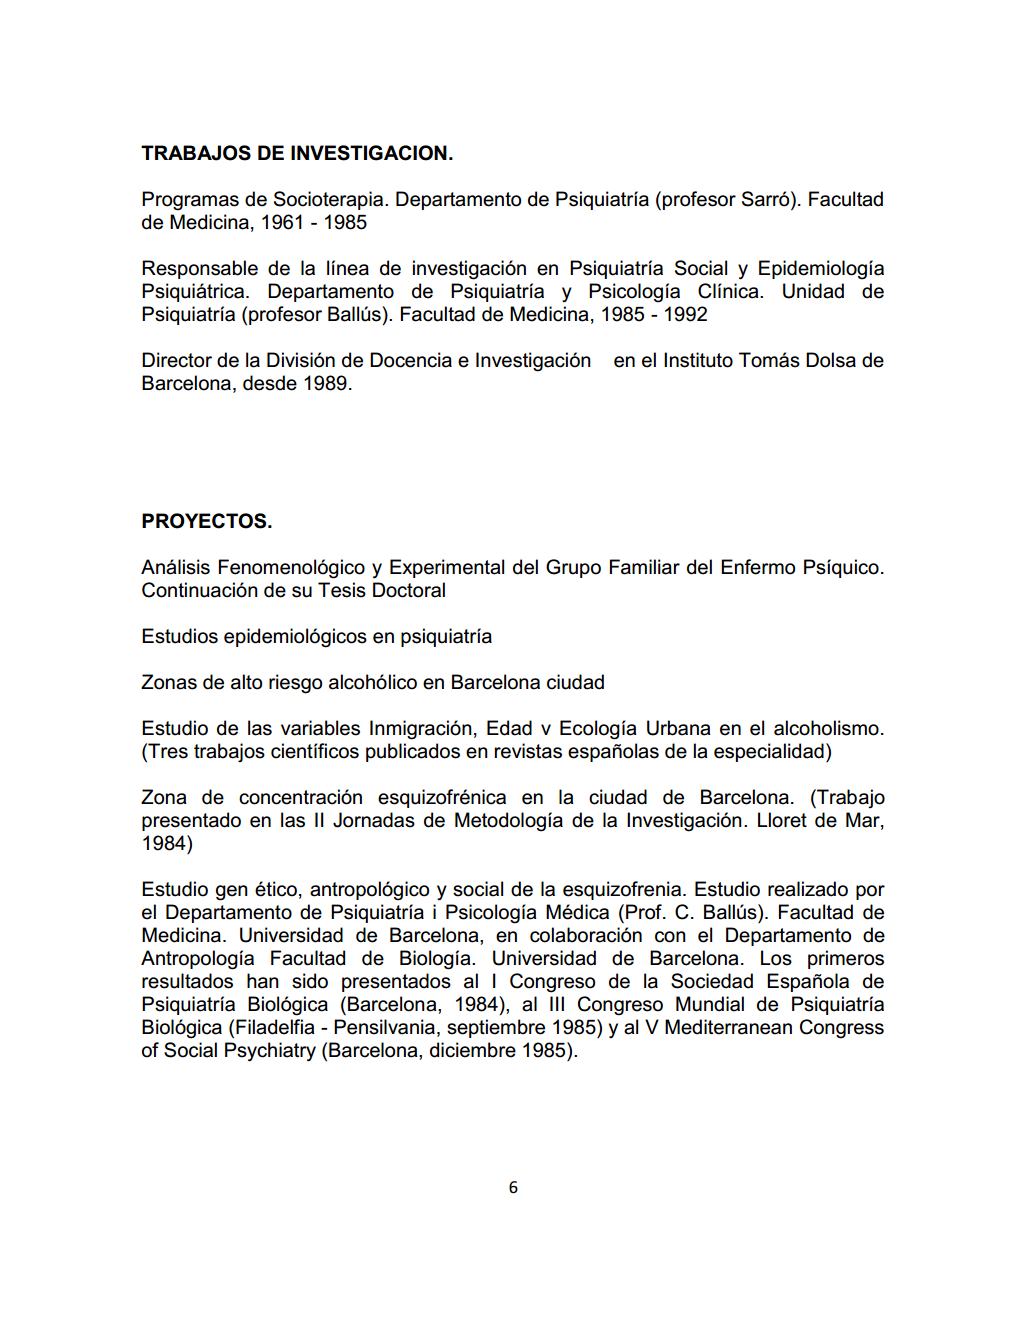 TRABAJOS DE INVESTIGACION.
Programas de Socioterapia. Departamento de Psiquiatría (profesor Sarró). Facultad
de Medicina, 1961 - 1985
Responsable de la línea de investigación en Psiquiatría Social y Epidemiología
Psiquiátrica. Departamento de Psiquiatría y Psicología Clínica. Unidad de
Psiquiatría (profesor Ballús). Facultad de Medicina, 1985 - 1992
Director de la División de Docencia e Investigación en el Instituto Tomás Dolsa de
Barcelona, desde 1989.
PROYECTOS.
Análisis Fenomenológico y Experimental del Grupo Familiar del Enfermo Psíquico.
Continuación de su Tesis Doctoral
Estudios epidemiológicos en psiquiatría
Zonas de alto riesgo alcohólico en Barcelona ciudad
Estudio de las variables Inmigración, Edad v Ecología Urbana en el alcoholismo.
(Tres trabajos científicos publicados en revistas españolas de la especialidad)
Zona de concentración esquizofrénica en la ciudad de Barcelona. (Trabajo
presentado en las II Jornadas de Metodología de la Investigación. Lloret de Mar,
1984)
Estudio gen ético, antropológico y social de la esquizofrenia. Estudio realizado por
el Departamento de Psiquiatría i Psicología Médica (Prof. C. Ballús). Facultad de
Medicina. Universidad de Barcelona, en colaboración con el Departamento de
Antropología Facultad de Biología. Universidad de Barcelona. Los primeros
resultados han sido presentados al I Congreso de la Sociedad Española de
Psiquiatría Biológica (Barcelona, 1984), al III Congreso Mundial de Psiquiatría
Biológica (Filadelfia - Pensilvania, septiembre 1985) y al V Mediterranean Congress
of Social Psychiatry (Barcelona, diciembre 1985).
6